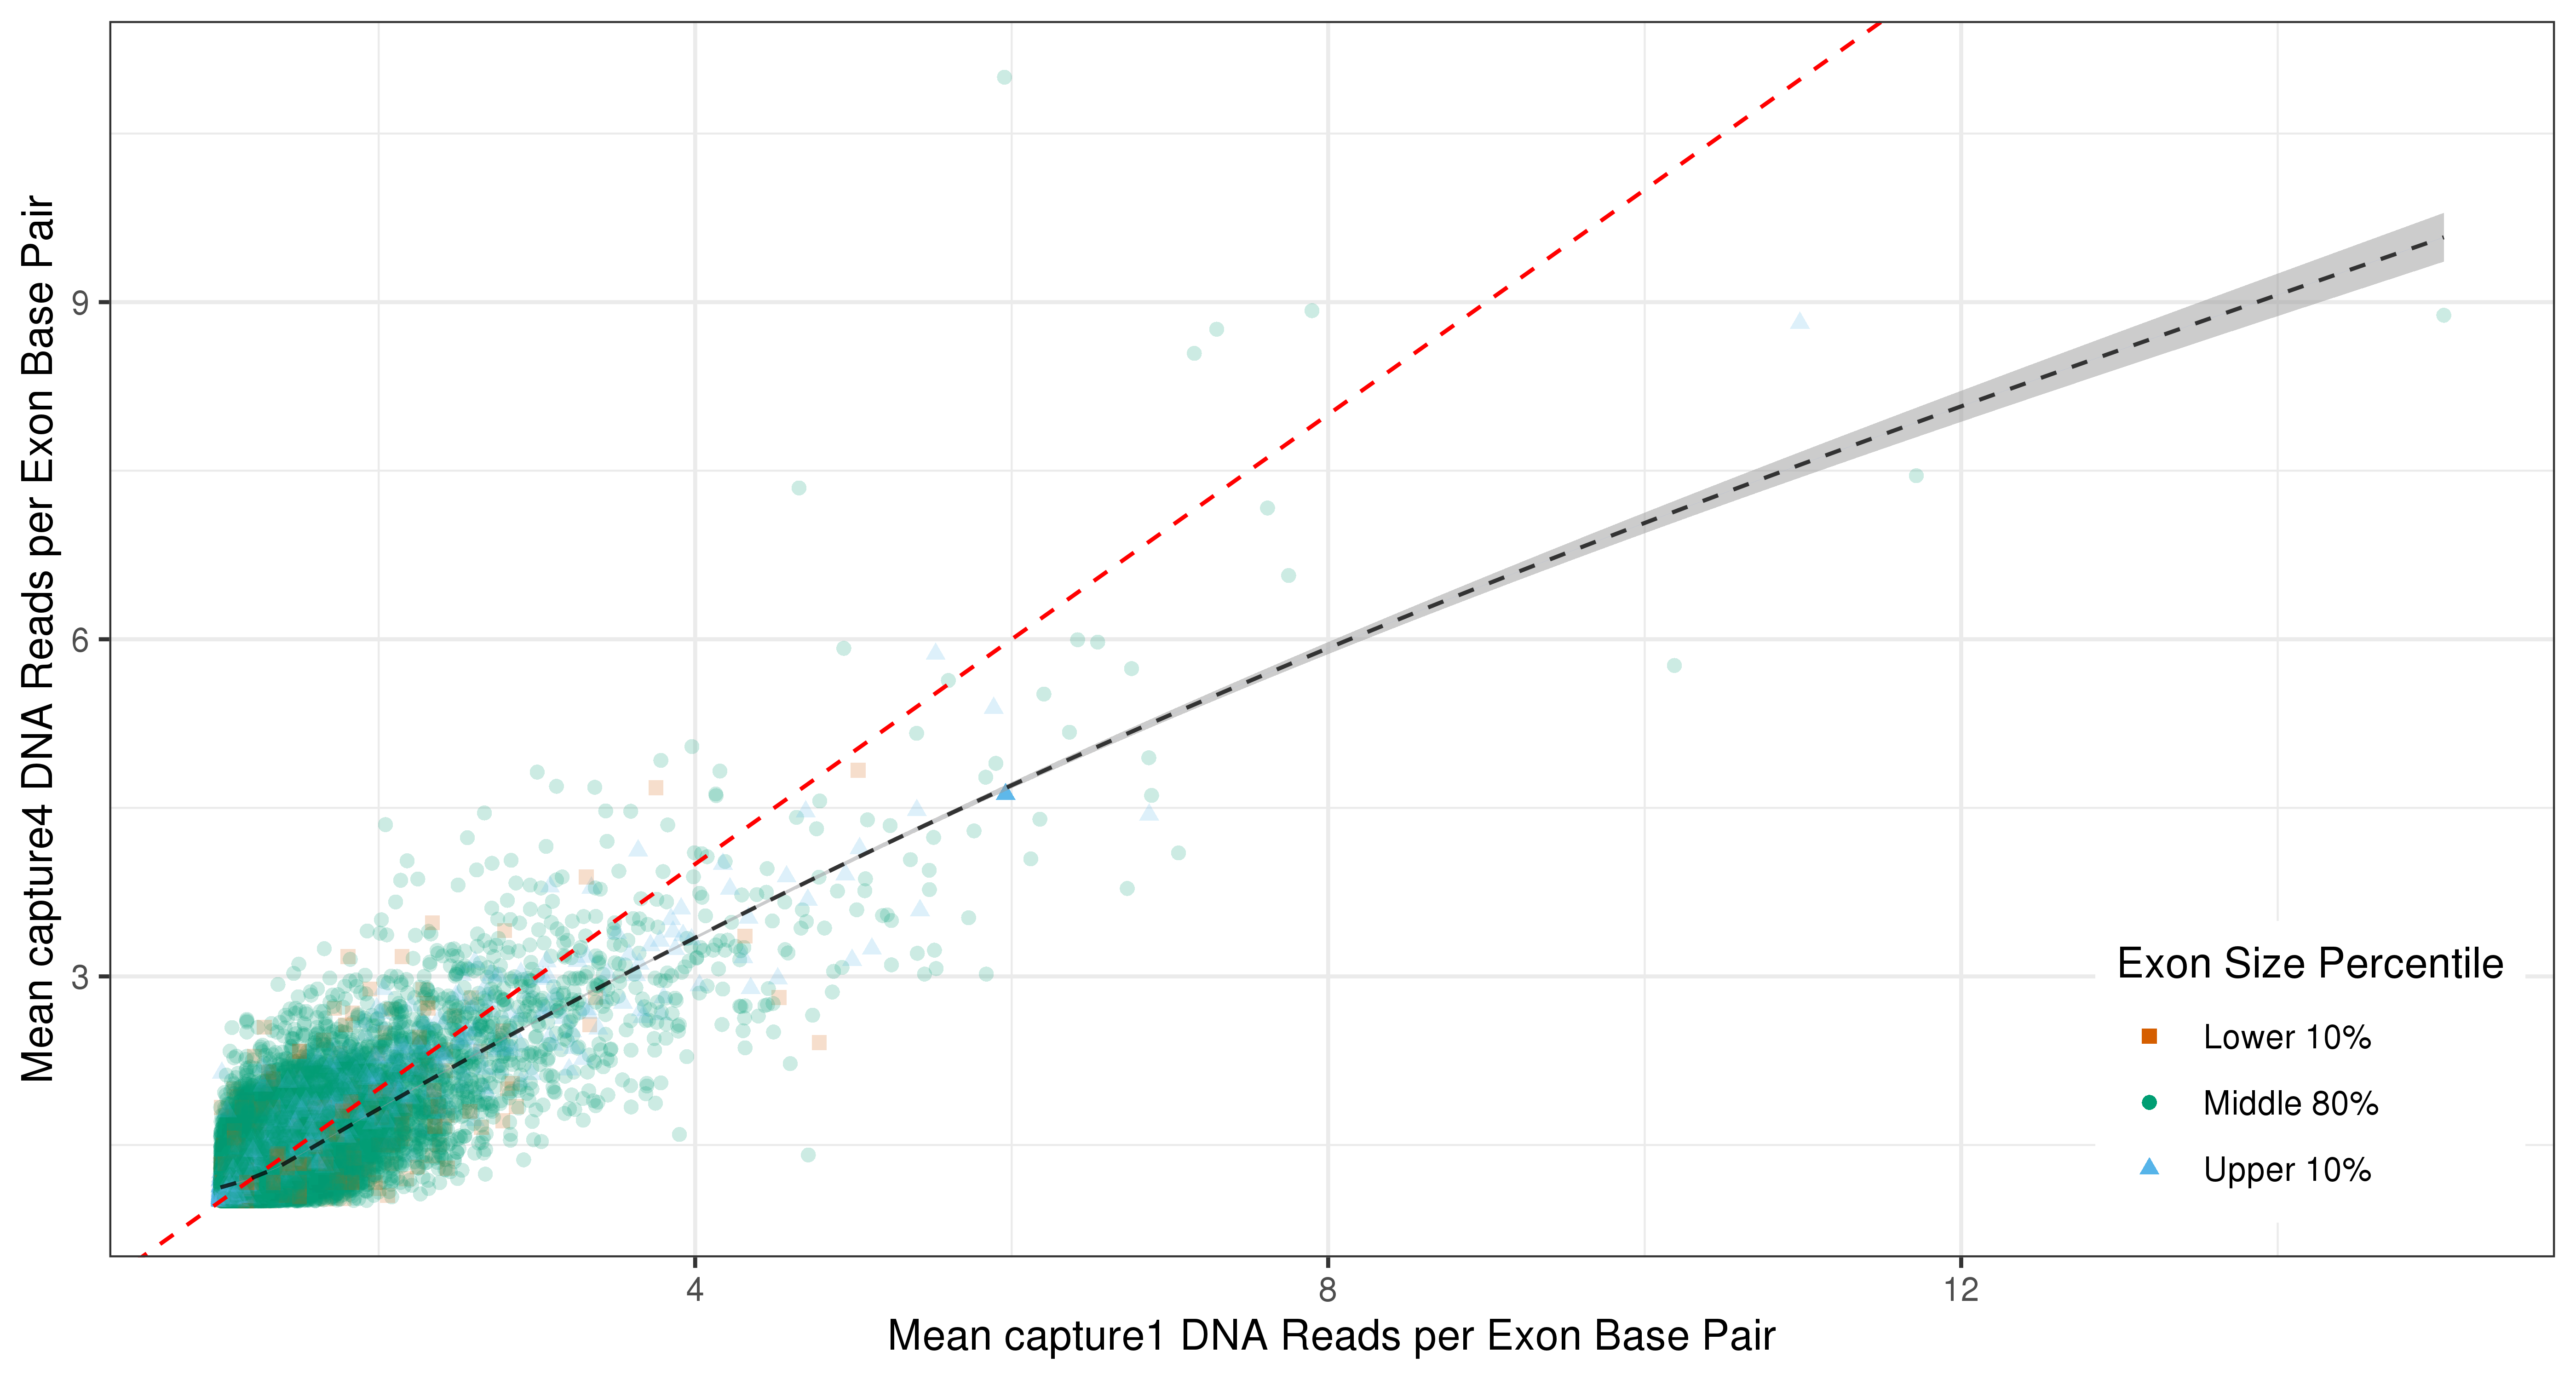 Mean capture4 DNA Reads per Exon Base Pair
9
6
3
4
8
12
Mean capture1 DNA Reads per Exon Base Pair
Exon Size Percentile
Lower 10%
Middle 80%
Upper 10%